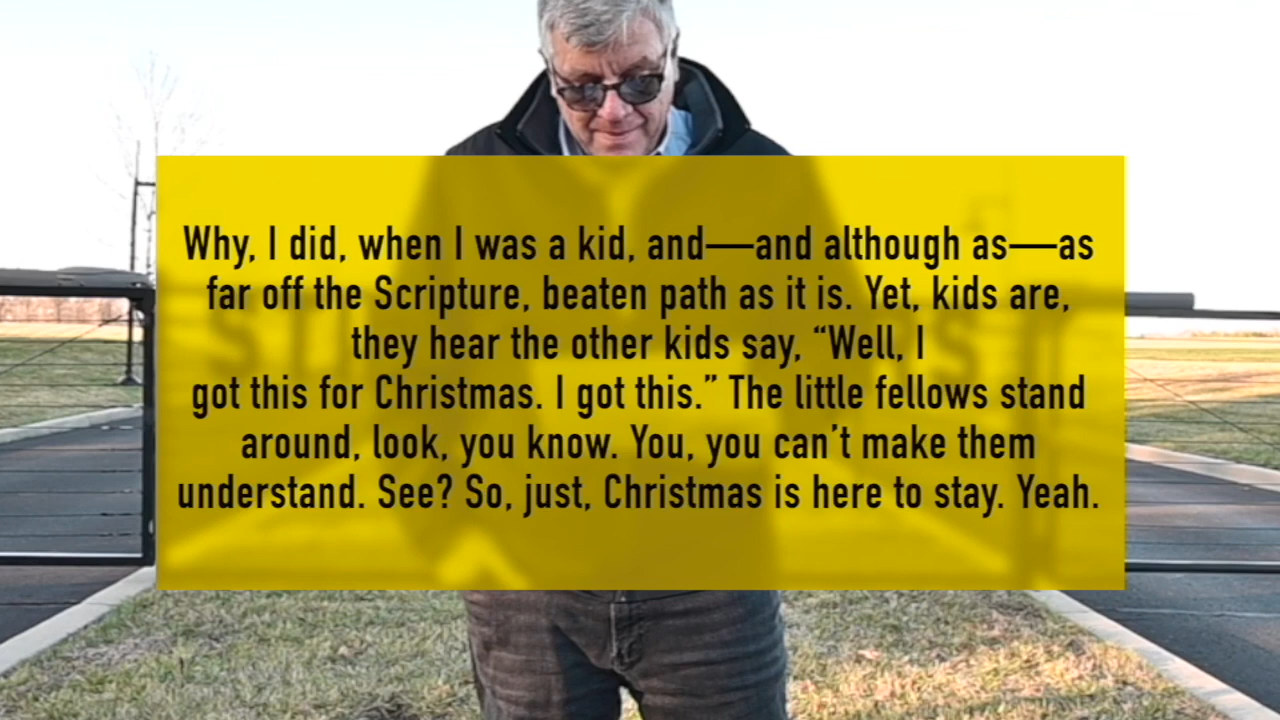 Why, I did, when I was a kid, and—and although as—as
far off the Scripture, beaten path as it is. Yet, kids are,
they hear the other kids say, “Well, I
got this for Christmas. I got this.” The little fellows stand
around, look, you know. You, you can’t make them
understand. See? So, just, Christmas is here to stay. Yeah.